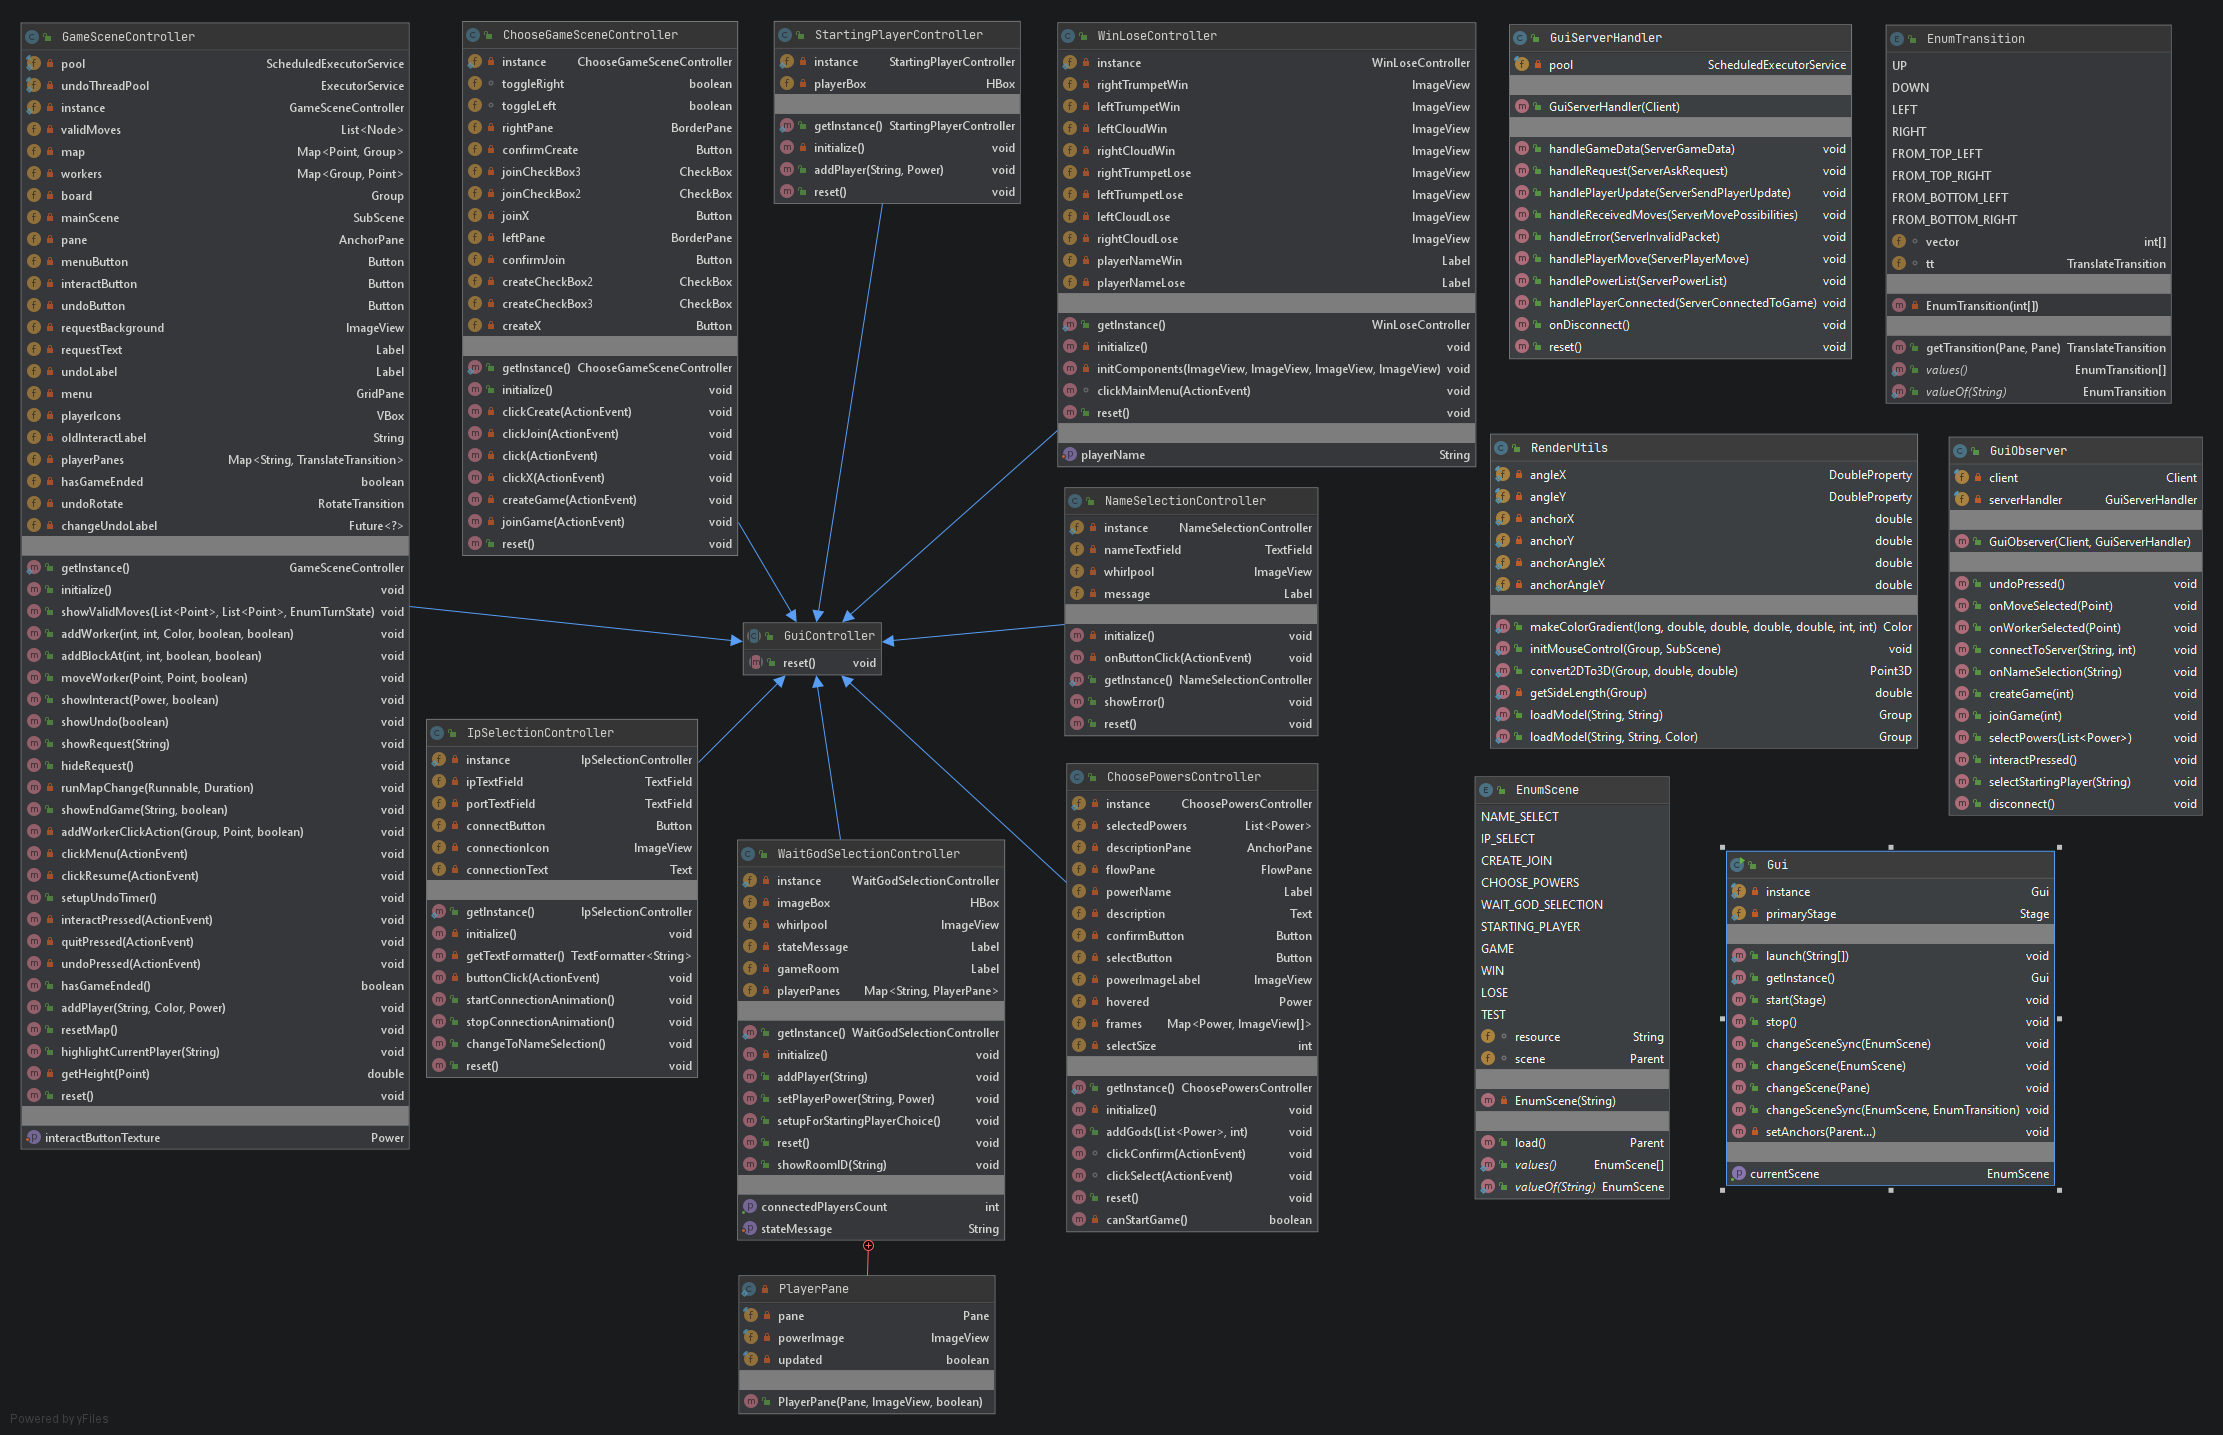 GameSceneController
pool ScheduledExecutorService
undoThreadPool ExecutorService
instance GameSceneController
validMoves List<Node>
map Map<Point, Group>
workers Map<Group, Point>
board Group
mainScene SubScene
pane AnchorPane
menuButton Button
interactButton Button
undoButton Button
requestBackground ImageView
requestText Label
undoLabel Label
menu GridPane
playerIcons VBox
oldInteractLabel String
playerPanes Map<String, TranslateTransition>
hasGameEnded boolean
undoRotate RotateTransition
changeUndoLabel Future<?>
getInstance() GameSceneController
initialize() void
showValidMoves(List<Point>, List<Point>, EnumTurnState) void
addWorker(int, int, Color, boolean, boolean) void
addBlockAt(int, int, boolean, boolean) void
moveWorker(Point, Point, boolean) void
showInteract(Power, boolean) void
showUndo(boolean) void
showRequest(String) void
hideRequest() void
runMapChange(Runnable, Duration) void
showEndGame(String, boolean) void
addWorkerClickAction(Group, Point, boolean) void
clickMenu(ActionEvent) void
clickResume(ActionEvent) void
setupUndoTimer() void
interactPressed(ActionEvent) void
quitPressed(ActionEvent) void
undoPressed(ActionEvent) void
hasGameEnded() boolean
addPlayer(String, Color, Power) void
resetMap() void
highlightCurrentPlayer(String) void
getHeight(Point) double
reset() void
interactButtonTexture Power
ChooseGameSceneController
instance ChooseGameSceneController
toggleRight boolean
toggleLeft boolean
rightPane BorderPane
confirmCreate Button
joinCheckBox3 CheckBox
joinCheckBox2 CheckBox
joinX Button
leftPane BorderPane
confirmJoin Button
createCheckBox2 CheckBox
createCheckBox3 CheckBox
createX Button
getInstance() ChooseGameSceneController
initialize() void
clickCreate(ActionEvent) void
clickJoin(ActionEvent) void
click(ActionEvent) void
clickX(ActionEvent) void
createGame(ActionEvent) void
joinGame(ActionEvent) void
reset() void
StartingPlayerController
instance StartingPlayerController
playerBox HBox
getInstance() StartingPlayerController
initialize() void
addPlayer(String, Power) void
reset() void
WinLoseController
instance WinLoseController
rightTrumpetWin ImageView
leftTrumpetWin ImageView
leftCloudWin ImageView
rightCloudWin ImageView
rightTrumpetLose ImageView
leftTrumpetLose ImageView
leftCloudLose ImageView
rightCloudLose ImageView
playerNameWin Label
playerNameLose Label
getInstance() WinLoseController
initialize() void
initComponents(ImageView, ImageView, ImageView, ImageView) void
clickMainMenu(ActionEvent) void
reset() void
playerName String
GuiServerHandler
pool ScheduledExecutorService
GuiServerHandler(Client)
handleGameData(ServerGameData) void
handleRequest(ServerAskRequest) void
handlePlayerUpdate(ServerSendPlayerUpdate) void
handleReceivedMoves(ServerMovePossibilities) void
handleError(ServerInvalidPacket) void
handlePlayerMove(ServerPlayerMove) void
handlePowerList(ServerPowerList) void
handlePlayerConnected(ServerConnectedToGame) void
onDisconnect() void
reset() void
EnumTransition
UP
DOWN
LEFT
RIGHT
FROM_TOP_LEFT
FROM_TOP_RIGHT
FROM_BOTTOM_LEFT
FROM_BOTTOM_RIGHT
vector int[]
tt TranslateTransition
EnumTransition(int[])
getTransition(Pane, Pane) TranslateTransition
values() EnumTransition[]
valueOf(String) EnumTransition
RenderUtils
angleX DoubleProperty
angleY DoubleProperty
anchorX double
anchorY double
anchorAngleX double
anchorAngleY double
makeColorGradient(long, double, double, double, double, int, int) Color
initMouseControl(Group, SubScene) void
convert2DTo3D(Group, double, double) Point3D
getSideLength(Group) double
loadModel(String, String) Group
loadModel(String, String, Color) Group
GuiObserver
client Client
serverHandler GuiServerHandler
GuiObserver(Client, GuiServerHandler)
undoPressed() void
onMoveSelected(Point) void
onWorkerSelected(Point) void
connectToServer(String, int) void
onNameSelection(String) void
createGame(int) void
joinGame(int) void
selectPowers(List<Power>) void
interactPressed() void
selectStartingPlayer(String) void
disconnect() void
NameSelectionController
instance NameSelectionController
nameTextField TextField
whirlpool ImageView
message Label
initialize() void
onButtonClick(ActionEvent) void
getInstance() NameSelectionController
showError() void
reset() void
GuiController
reset() void
IpSelectionController
instance IpSelectionController
ipTextField TextField
portTextField TextField
connectButton Button
connectionIcon ImageView
connectionText Text
getInstance() IpSelectionController
initialize() void
getTextFormatter() TextFormatter<String>
buttonClick(ActionEvent) void
startConnectionAnimation() void
stopConnectionAnimation() void
changeToNameSelection() void
reset() void
WaitGodSelectionController
instance WaitGodSelectionController
imageBox HBox
whirlpool ImageView
stateMessage Label
gameRoom Label
playerPanes Map<String, PlayerPane>
getInstance() WaitGodSelectionController
initialize() void
addPlayer(String) void
setPlayerPower(String, Power) void
setupForStartingPlayerChoice() void
reset() void
showRoomID(String) void
connectedPlayersCount int
stateMessage String
ChoosePowersController
instance ChoosePowersController
selectedPowers List<Power>
descriptionPane AnchorPane
flowPane FlowPane
powerName Label
description Text
confirmButton Button
selectButton Button
powerImageLabel ImageView
hovered Power
frames Map<Power, ImageView[]>
selectSize int
getInstance() ChoosePowersController
initialize() void
addGods(List<Power>, int) void
clickConfirm(ActionEvent) void
clickSelect(ActionEvent) void
reset() void
canStartGame() boolean
EnumScene
NAME_SELECT
IP_SELECT
CREATE_JOIN
CHOOSE_POWERS
WAIT_GOD_SELECTION
STARTING_PLAYER
GAME
WIN
LOSE
TEST
resource String
scene Parent
EnumScene(String)
load() Parent
values() EnumScene[]
valueOf(String) EnumScene
Gui
instance Gui
primaryStage Stage
launch(String[]) void
getInstance() Gui
start(Stage) void
stop() void
changeSceneSync(EnumScene) void
changeScene(EnumScene) void
changeScene(Pane) void
changeSceneSync(EnumScene, EnumTransition) void
setAnchors(Parent...) void
currentScene EnumScene
PlayerPane
pane Pane
powerImage ImageView
updated boolean
PlayerPane(Pane, ImageView, boolean)
Powered by yFiles